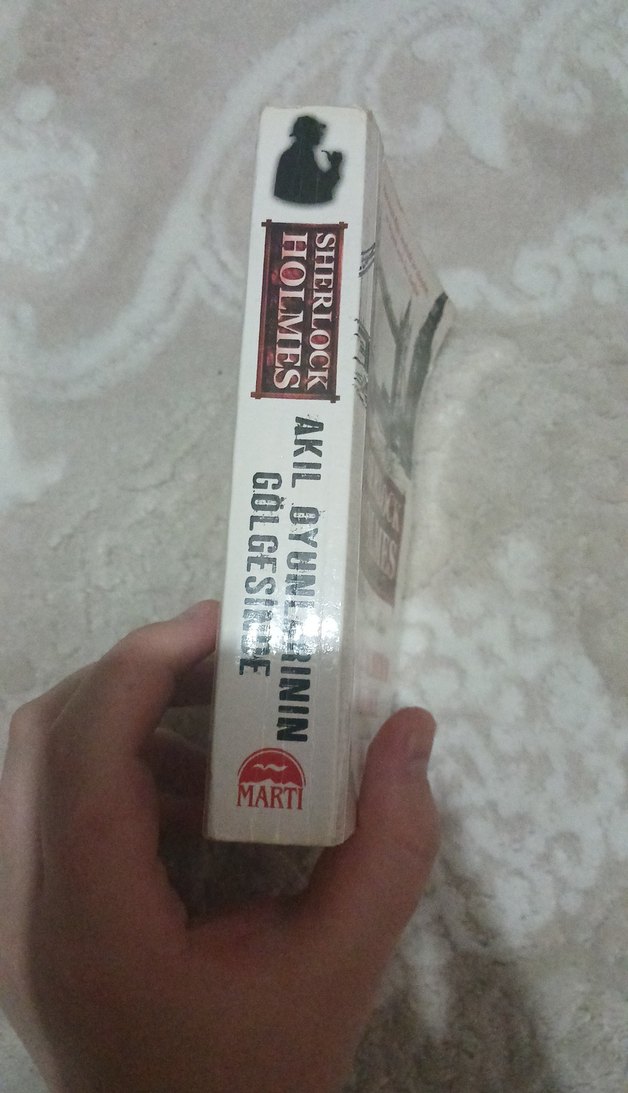 SHERLOCK
HOLMES
AKIL OYUNLARININ
GÖLGESİNDE
MARTI